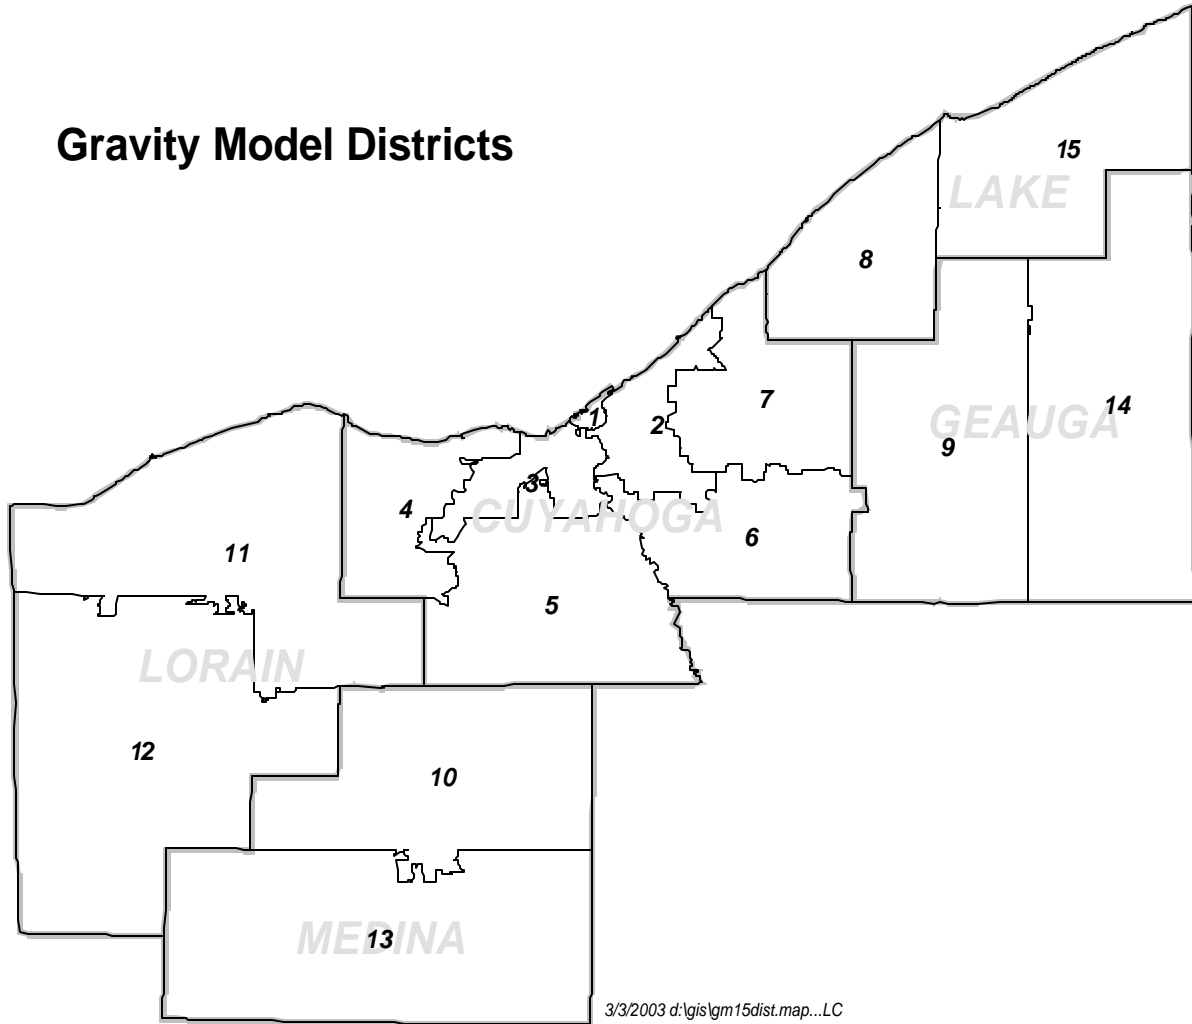 Gravity Model Districts
15
LAKE
8
7
14
1
2
GEAUGA
9
3
4
CUYAHOGA
6
11
5
LORAIN
12
10
MEDINA
13
3/3/2003 d:\gis\gm15dist.map...LC